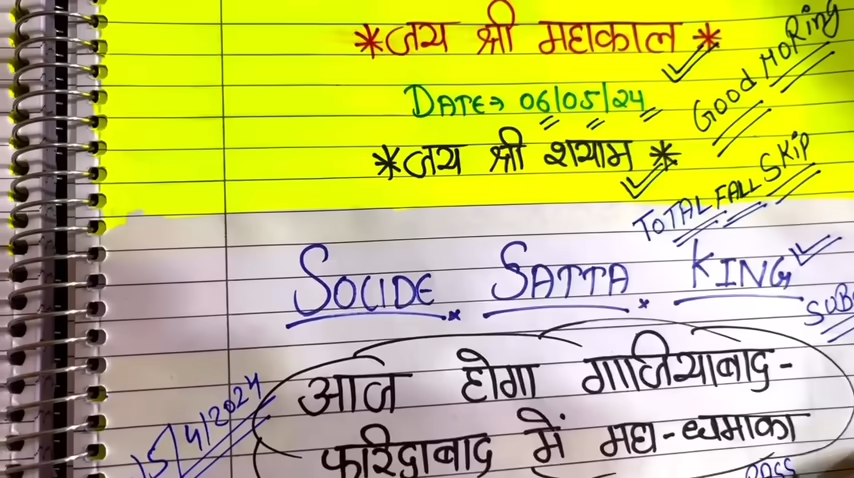 *जय श्री महाकाल*
DATE→ 06/05/24
GOOD MORING
*जय श्री श्याम*
TOTAL FALL SKIP
SOLIDE SATTA KING
SUB
आज होगा गाजियाबाद-
फरिदाबाद में महा-धमाका
15/4/2024
PASS